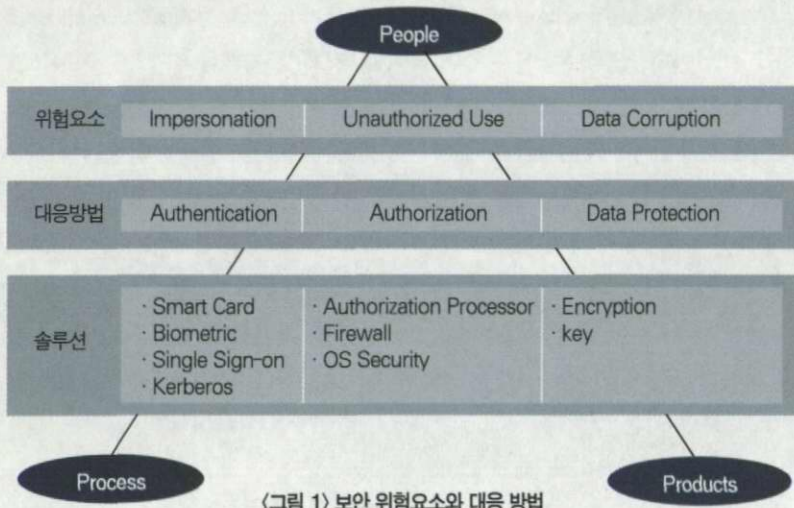 People
위험요소 Impersonation Unauthorized Use Data Corruption
대응방법 Authentication Authorization Data Protection
솔루션
· Smart Card
· Biometric
· Single Sign-on
· Kerberos
· Authorization Processor
· Firewall
· OS Security
· Encryption
· key
Process
Products
〈그림 1〉 보안 위험요소와 대응 방법